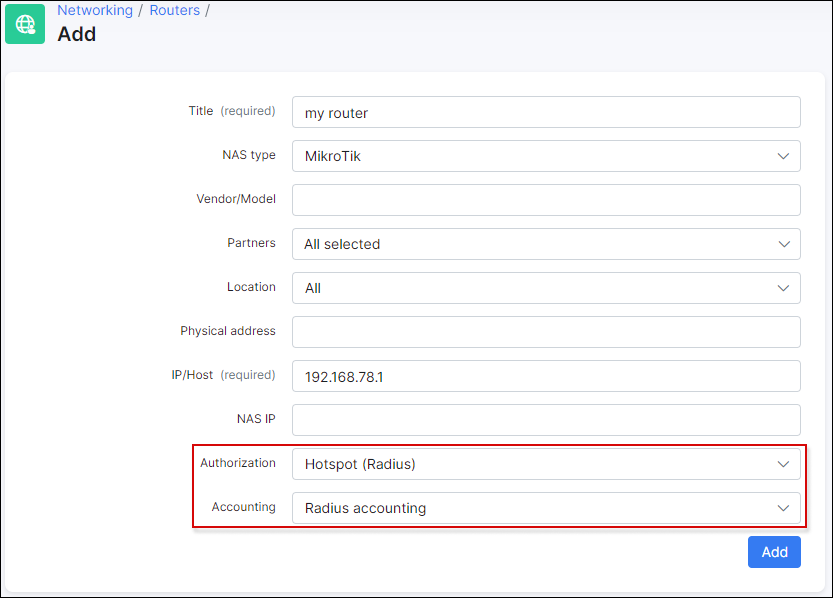 Networking / Routers /
Add
Title (required) my router
NAS type MikroTik
Vendor/Model
Partners All selected
Location All
Physical address
IP/Host (required) 192.168.78.1
NAS IP
Authorization Hotspot (Radius)
Accounting Radius accounting
Add